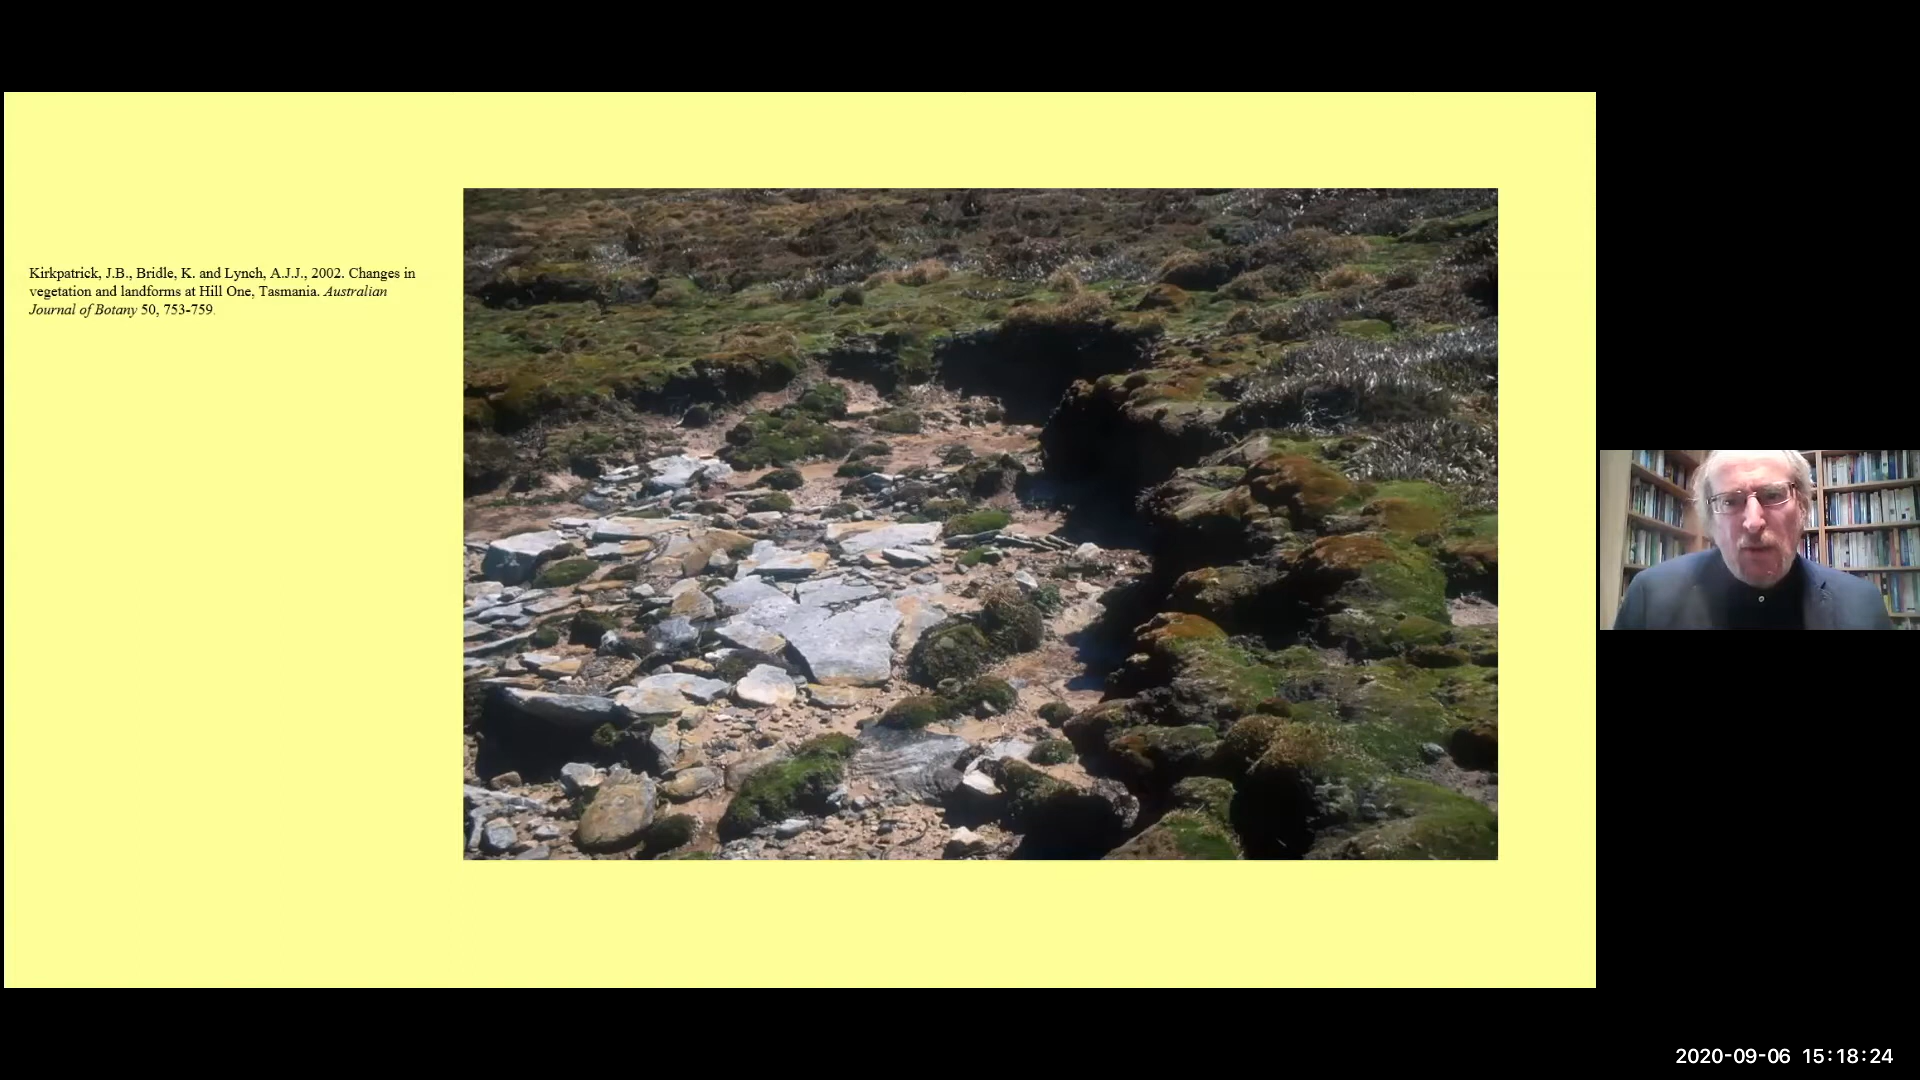 Kirkpatrick, J.B., Bridle, K. and Lynch, A.J.J., 2002. Changes in
vegetation and landforms at Hill One, Tasmania. Australian
Journal of Botany 50, 753-759.
2020-09-06 15:18:24